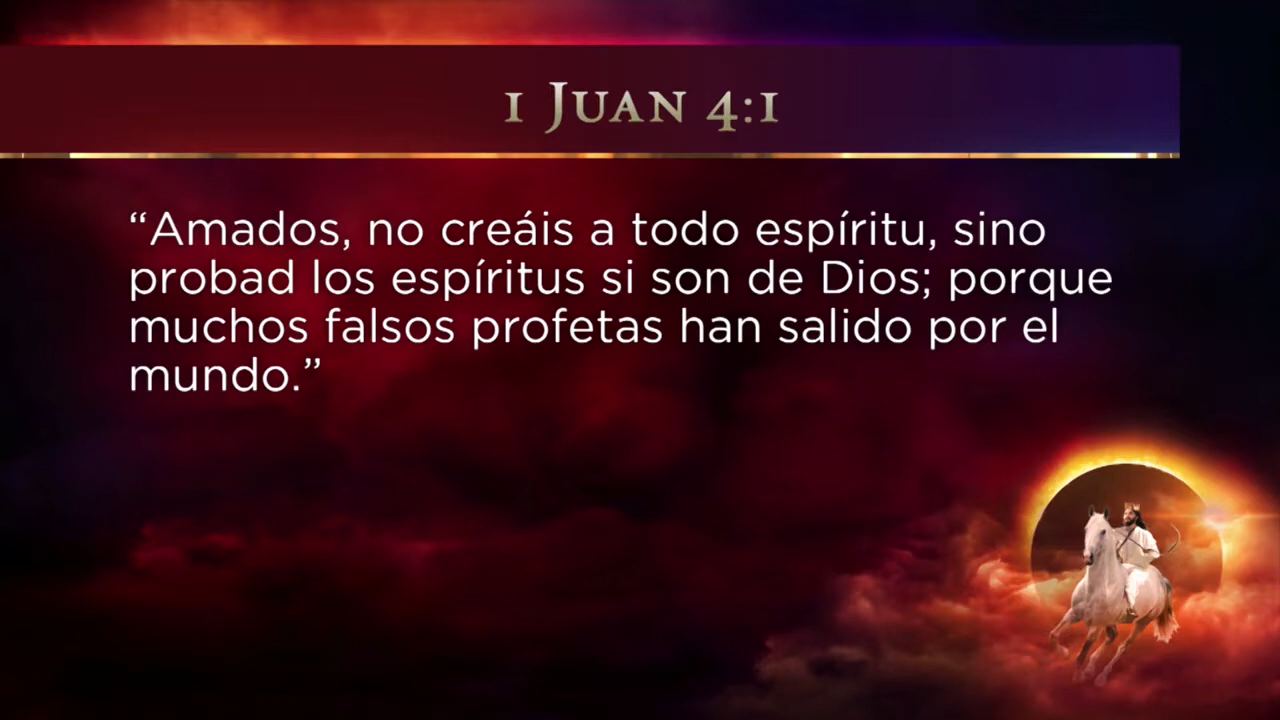 1 Juan 4:1
“Amados, no creáis a todo espíritu, sino
probad los espíritus si son de Dios; porque
muchos falsos profetas han salido por el
mundo.”